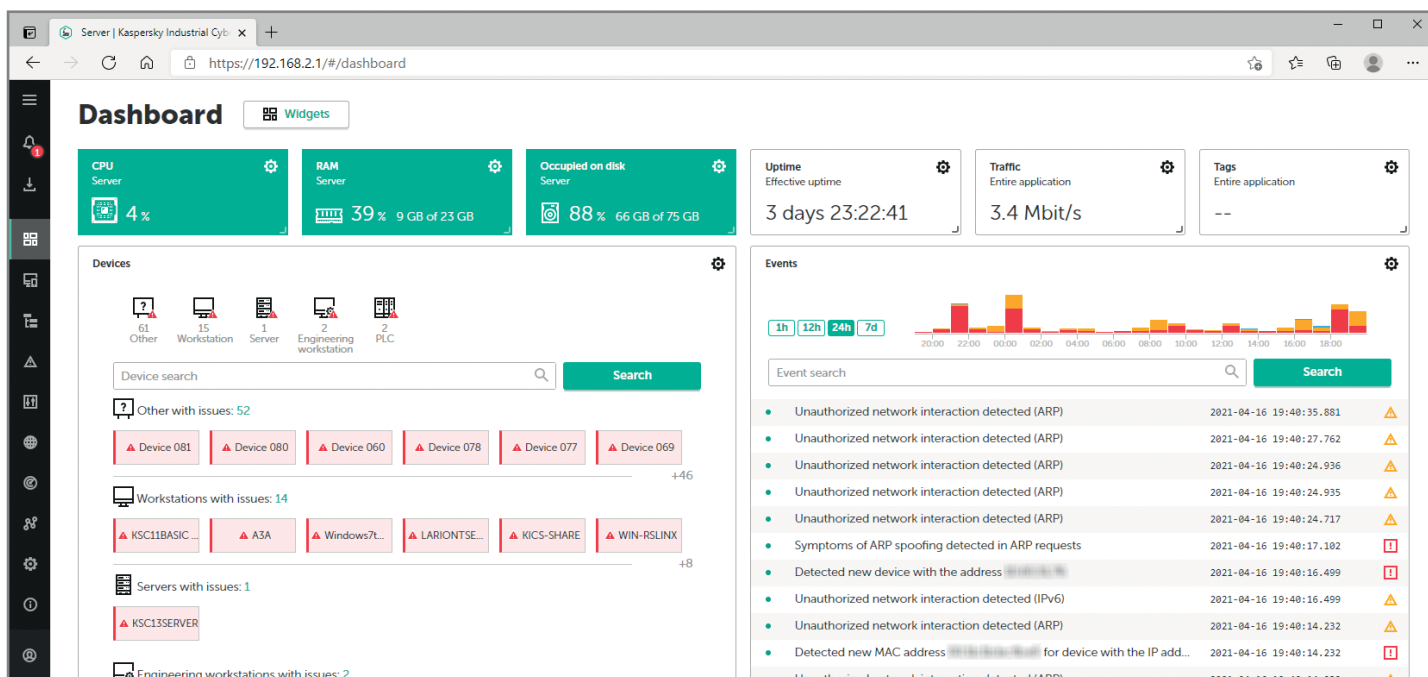 Server | Kaspersky Industrial Cyb
https://192.168.2.1/#/dashboard
1
Dashboard
Widgets
CPU
Server
4 %
RAM
Server
39 % 9 GB of 23 GB
Occupied on disk
Server
88 % 66 GB of 75 GB
Uptime
Effective uptime
3 days 23:22:41
Traffic
Entire application
3.4 Mbit/s
Tags
Entire application
--
Devices
61
Other
15
Workstation
1
Server
2
Engineering
workstation
2
PLC
Device search
Search
Other with issues: 52
Device 081
Device 080
Device 060
Device 078
Device 077
Device 069
+46
Workstations with issues: 14
KSC11BASIC ...
A3A
Windows7t...
LARIONTSE...
KICS-SHARE
WIN-RSLINX
+8
Servers with issues: 1
KSC13SERVER
Engineering workstations with issues: 2
Events
1h 12h 24h 7d
20:00 22:00 00:00 02:00 04:00 06:00 08:00 10:00 12:00 14:00 16:00 18:00
Event search
Search
Unauthorized network interaction detected (ARP) 2021-04-16 19:40:35.881
Unauthorized network interaction detected (ARP) 2021-04-16 19:40:27.762
Unauthorized network interaction detected (ARP) 2021-04-16 19:40:24.936
Unauthorized network interaction detected (ARP) 2021-04-16 19:40:24.935
Unauthorized network interaction detected (ARP) 2021-04-16 19:40:24.717
Symptoms of ARP spoofing detected in ARP requests 2021-04-16 19:40:17.102
Detected new device with the address 2021-04-16 19:40:16.499
Unauthorized network interaction detected (IPv6) 2021-04-16 19:40:16.499
Unauthorized network interaction detected (ARP) 2021-04-16 19:40:14.232
Detected new MAC address for device with the IP add... 2021-04-16 19:40:14.232